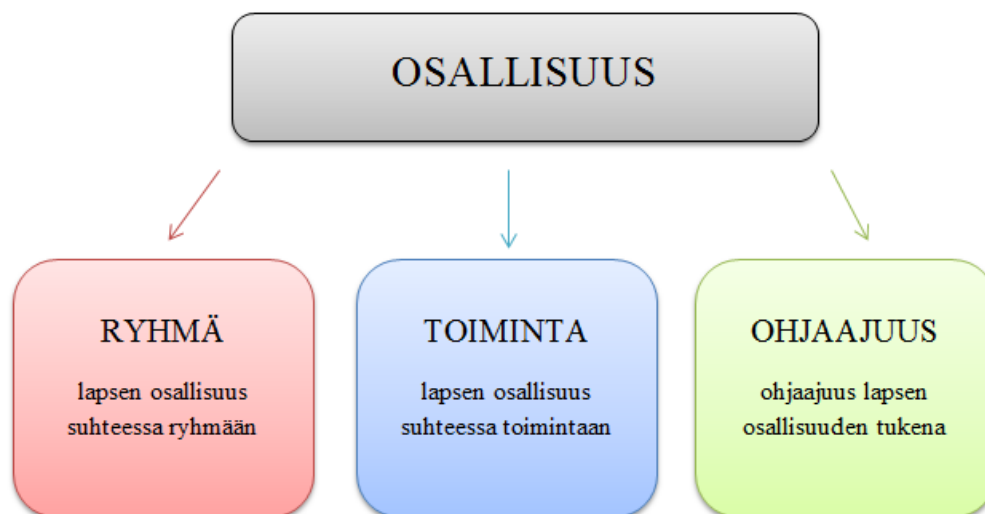 OSALLISUUS
RYHMÄ
lapsen osallisuus
suhteessa ryhmään
TOIMINTA
lapsen osallisuus
suhteessa toimintaan
OHJAAJUUS
ohjaajuus lapsen
osallisuuden tukena